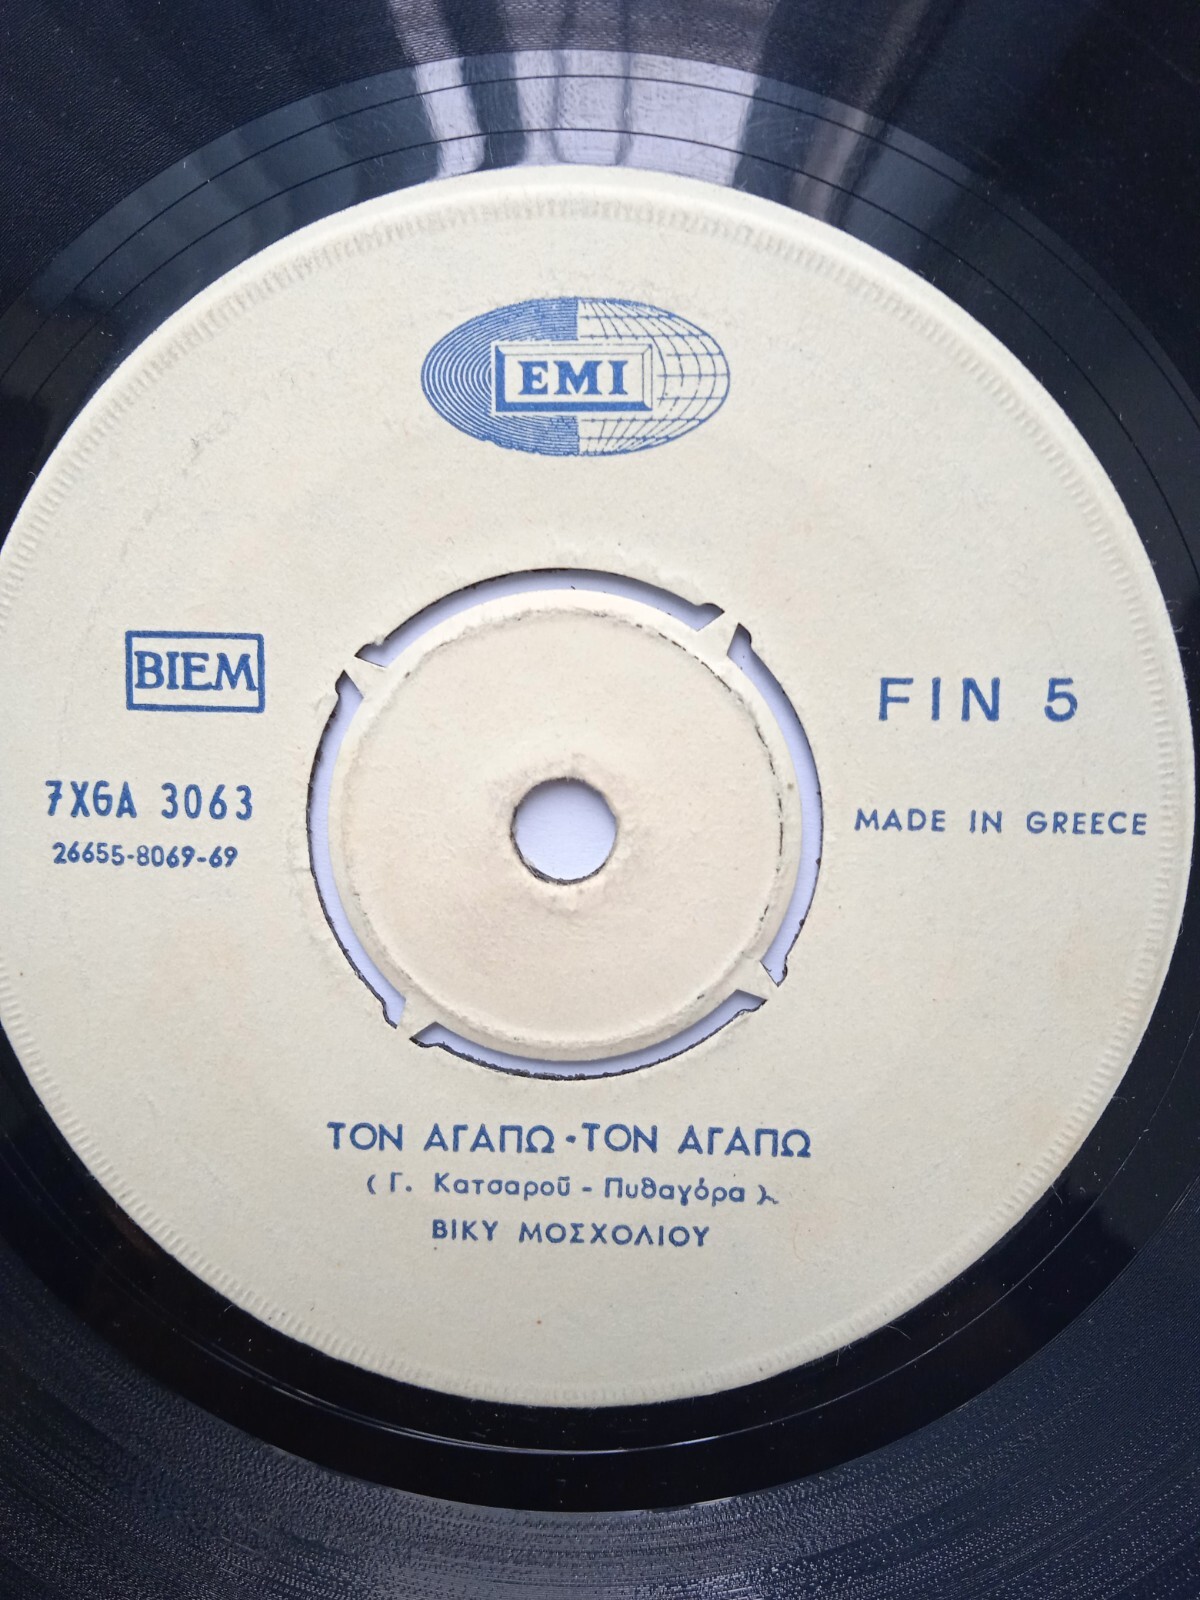 EMI
BIEM
FIN 5
7XGA 3063
MADE IN GREECE
26655-8069-69
ΤΟΝ ΑΓΑΠΩ·ΤΟΝ ΑΓΑΠΩ
( Γ. Κατσαροῦ - Πυθαγόρα )
ΒΙΚΥ ΜΟΣΧΟΛΙΟΥ